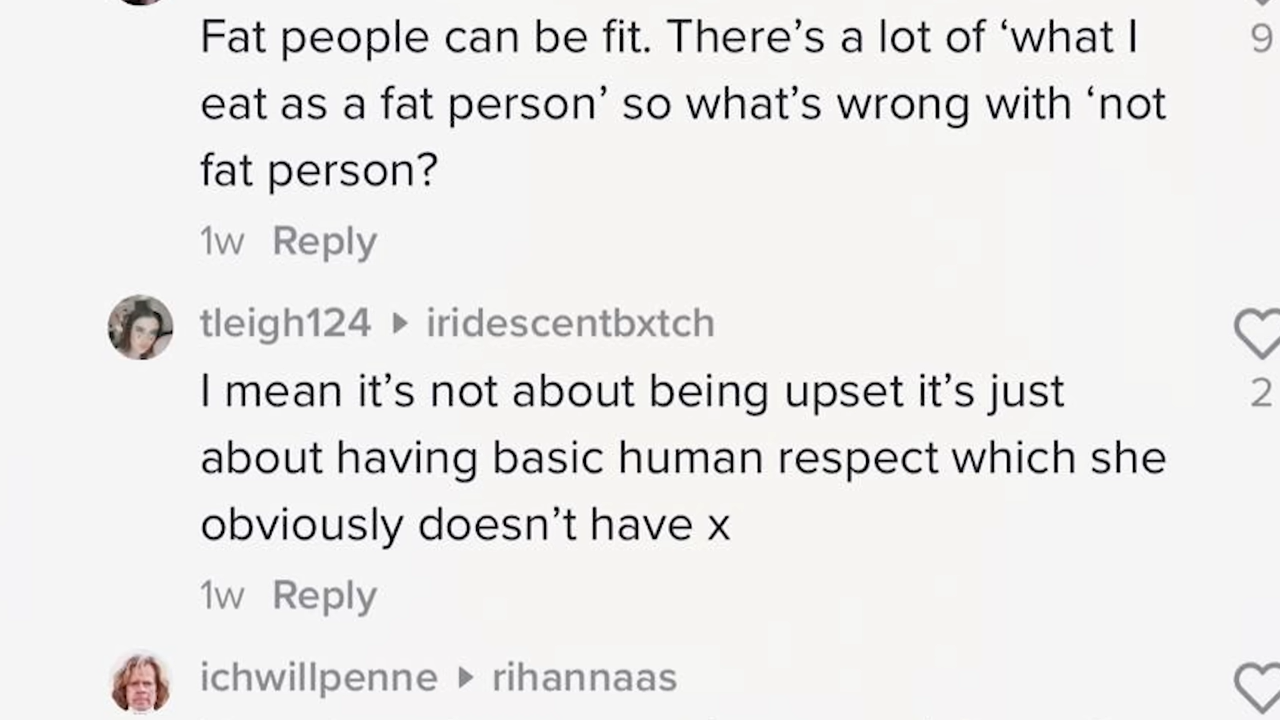 Fat people can be fit. There’s a lot of ‘what I
9
eat as a fat person’ so what’s wrong with ‘not
fat person?
1w Reply
tleigh124 ▸ iridescentbxtch
I mean it’s not about being upset it’s just
2
about having basic human respect which she
obviously doesn’t have x
1w Reply
ichwillpenne ▸ rihannaas